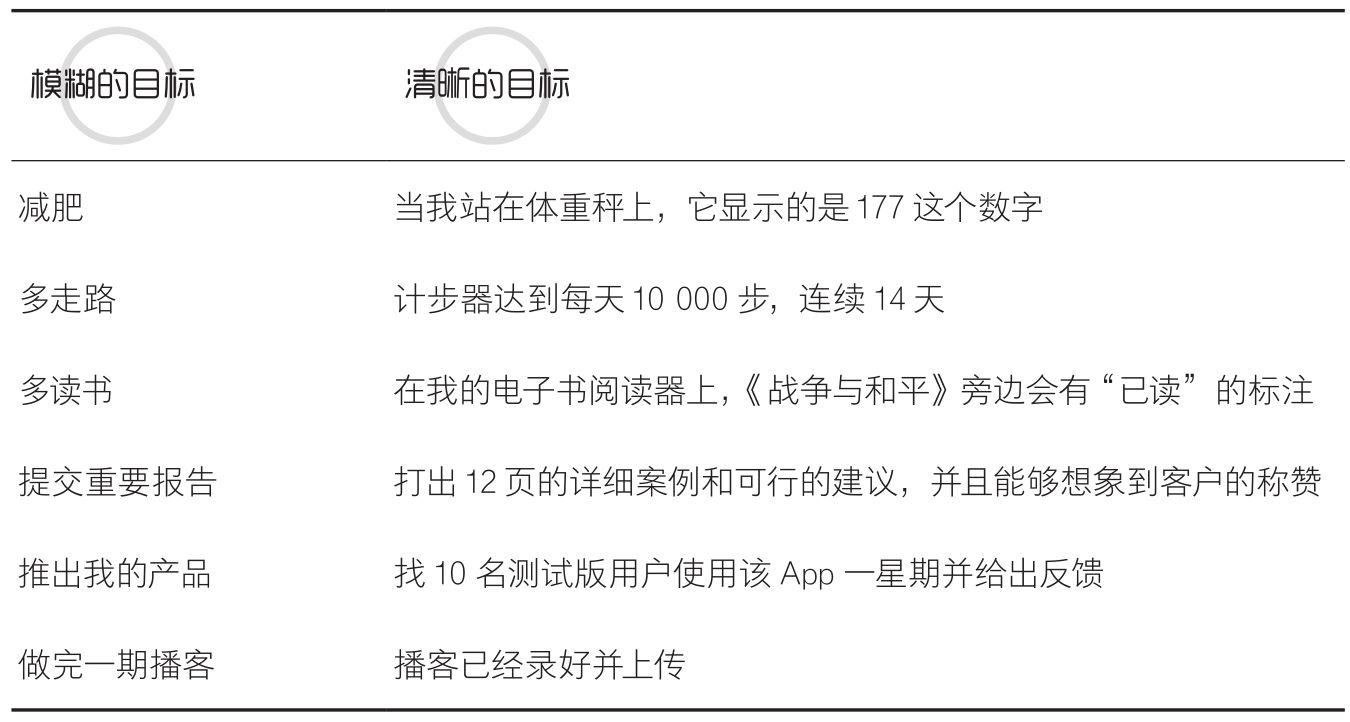 模糊的目标 清晰的目标
减肥 当我站在体重秤上，它显示的是 177 这个数字
多走路 计步器达到每天 10 000 步，连续 14 天
多读书 在我的电子书阅读器上，《战争与和平》旁边会有“已读”的标注
提交重要报告 打出 12 页的详细案例和可行的建议，并且能够想象到客户的称赞
推出我的产品 找 10 名测试版用户使用该 App 一星期并给出反馈
做完一期播客 播客已经录好并上传